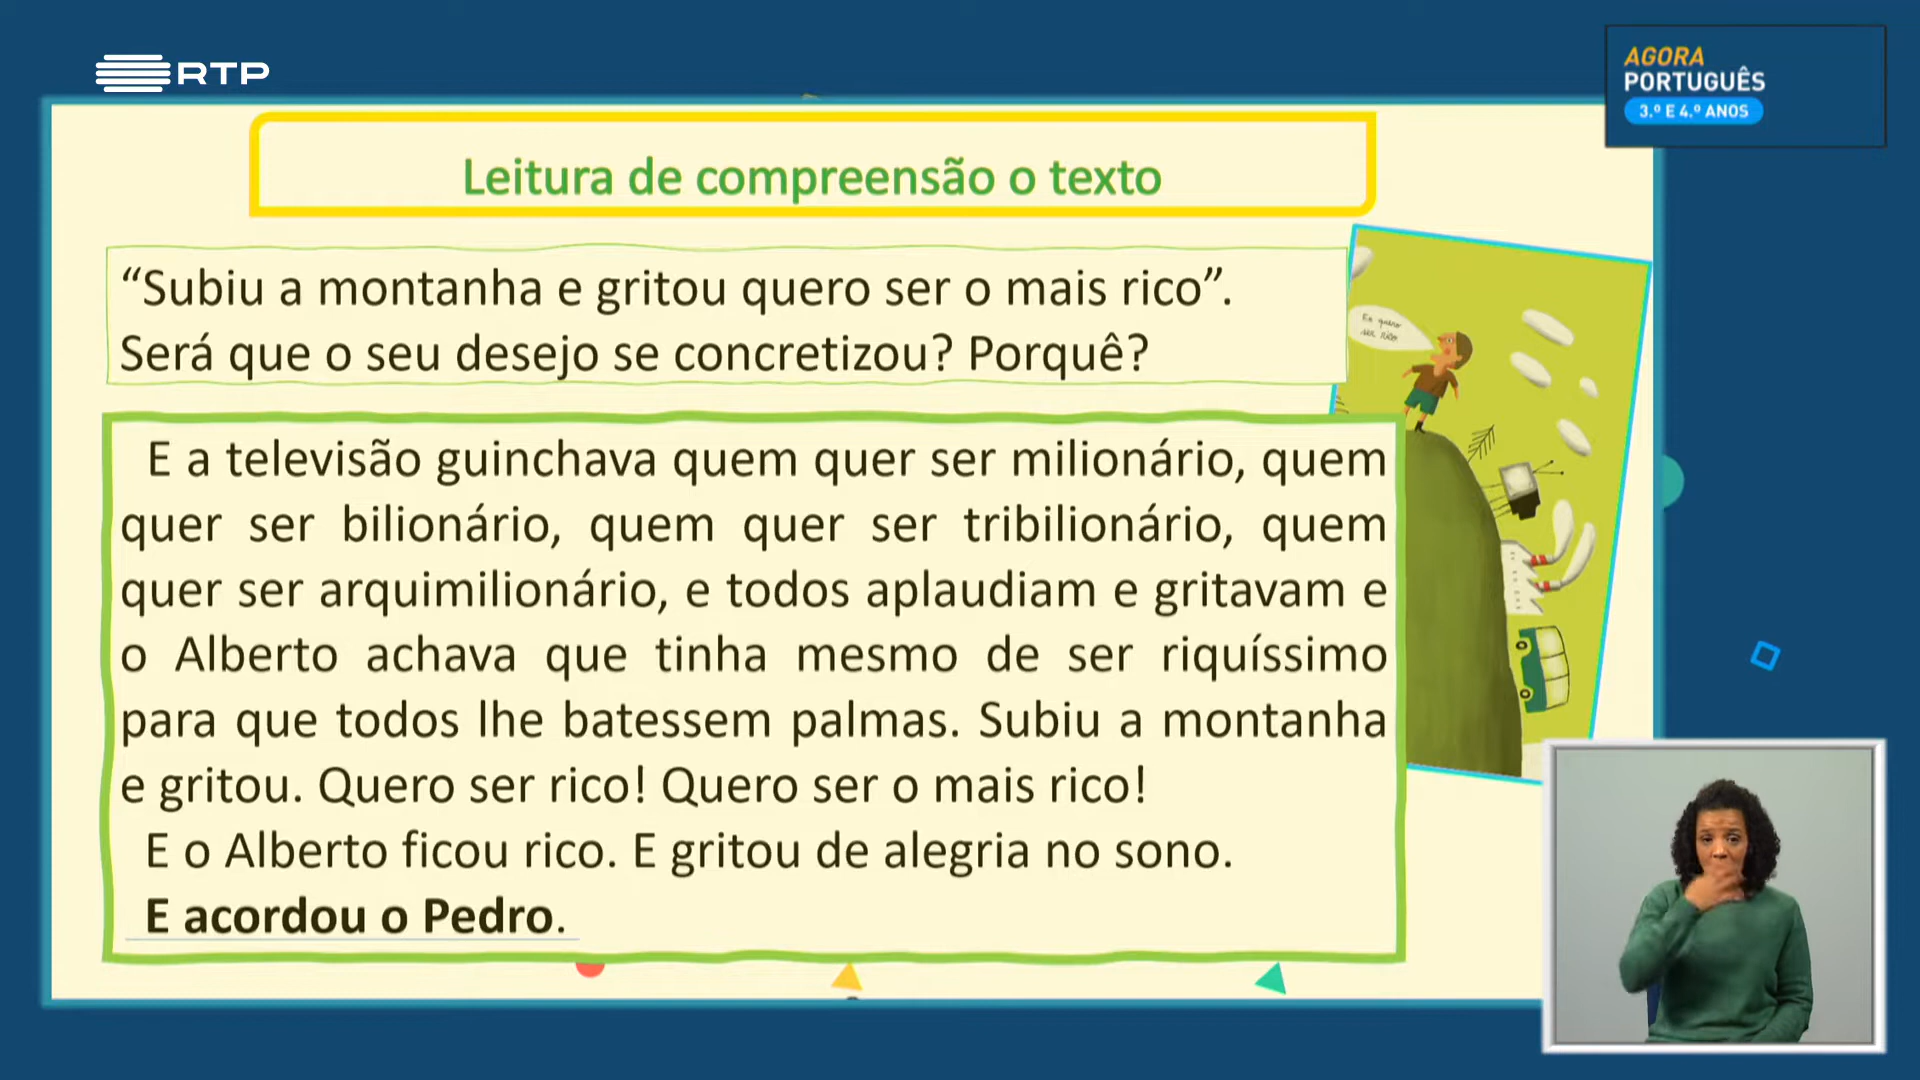 RTP
AGORA
PORTUGUÊS
3.º E 4.º ANOS
Leitura de compreensão o texto
“Subiu a montanha e gritou quero ser o mais rico”.
Será que o seu desejo se concretizou? Porquê?
Eu quero
ser rico
E a televisão guinchava quem quer ser milionário, quem
quer ser bilionário, quem quer ser tribilionário, quem
quer ser arquimilionário, e todos aplaudiam e gritavam e
o Alberto achava que tinha mesmo de ser riquíssimo
para que todos lhe batessem palmas. Subiu a montanha
e gritou. Quero ser rico! Quero ser o mais rico!
E o Alberto ficou rico. E gritou de alegria no sono.
E acordou o Pedro.